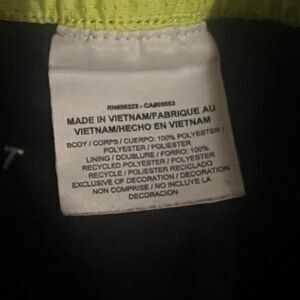 MADE IN VIETNAM/FABRIQUE AU
VIETNAM/HECHO EN VIETNAM
BODY / CORPS / CUERPO: 100% POLYESTER /
POLYESTER / POLIESTER
LINING / DOUBLURE / FORRO: 100%
RECYCLED POLYESTER / POLYESTER
RECYCLE / POLIESTER RECICLADO
EXCLUSIVE OF DECORATION / DECORATION
NON COMPRISE / NO INCLUYE LA
DECORACION
T